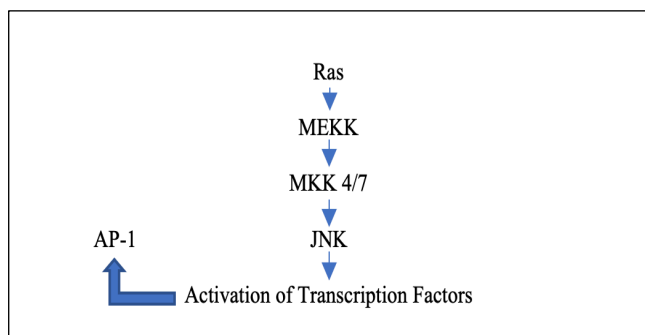 Ras
MEKK
MKK 4/7
AP-1
JNK
Activation of Transcription Factors